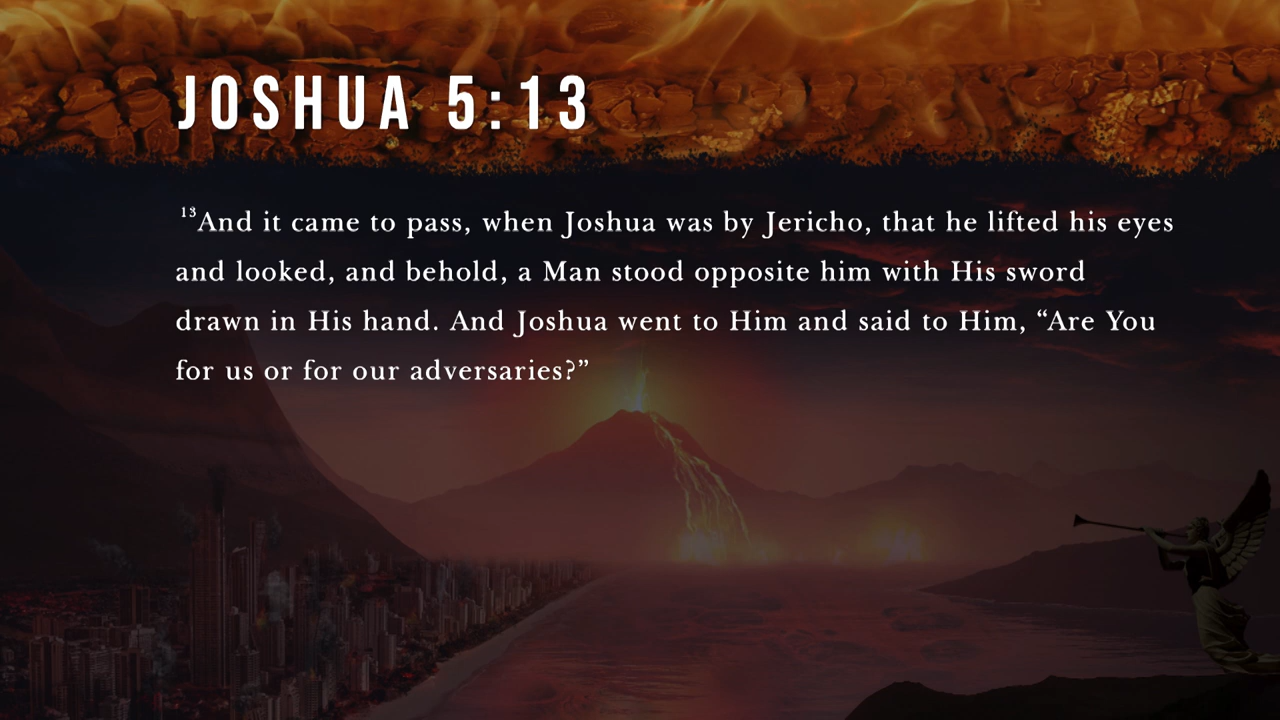 JOSHUA 5:13
¹³And it came to pass, when Joshua was by Jericho, that he lifted his eyes
and looked, and behold, a Man stood opposite him with His sword
drawn in His hand. And Joshua went to Him and said to Him, “Are You
for us or for our adversaries?”